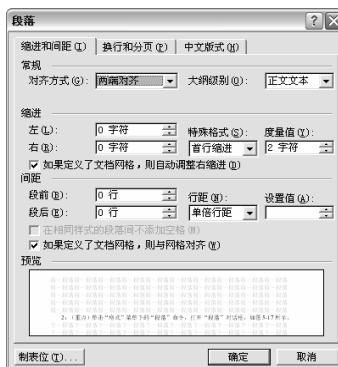 段落
缩进和间距(I) 换行和分页(P) 中文版式(H)
常规
对齐方式(G): 两端对齐 大纲级别(O): 正文文本
缩进
左(L): 0 字符 特殊格式(S): 度量值(Y):
右(R): 0 字符 首行缩进 2 字符
如果定义了文档网格，则自动调整右缩进(D)
间距
段前(B): 0 行 行距(N): 设置值(A):
段后(E): 0 行 单倍行距
在相同样式的段落间不添加空格(M)
如果定义了文档网格，则与网格对齐(W)
预览
制表位(T)... 确定 取消